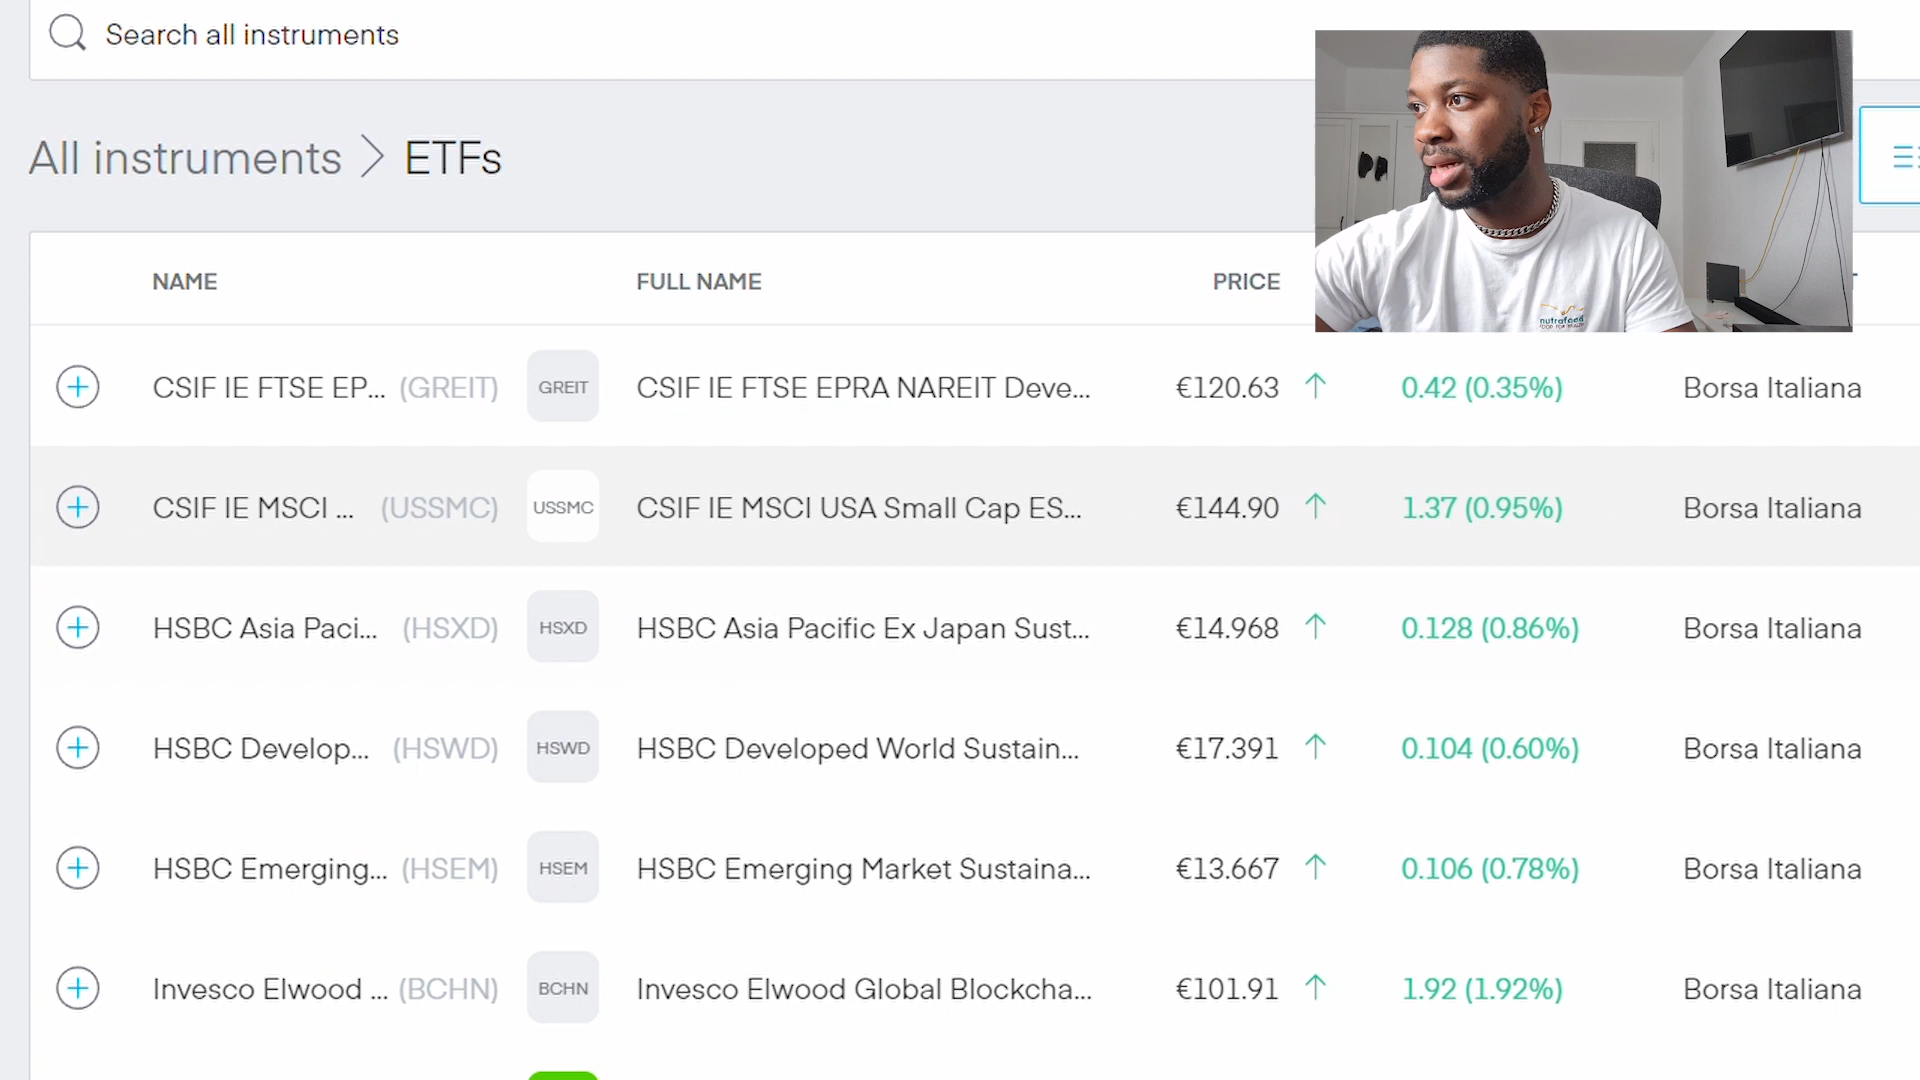 Search all instruments
All instruments > ETFs
NAME FULL NAME PRICE
CSIF IE FTSE EP... (GREIT) GREIT CSIF IE FTSE EPRA NAREIT Deve... €120.63 ↑ 0.42 (0.35%) Borsa Italiana
CSIF IE MSCI ... (USSMC) USSMC CSIF IE MSCI USA Small Cap ES... €144.90 ↑ 1.37 (0.95%) Borsa Italiana
HSBC Asia Paci... (HSXD) HSXD HSBC Asia Pacific Ex Japan Sust... €14.968 ↑ 0.128 (0.86%) Borsa Italiana
HSBC Develop... (HSWD) HSWD HSBC Developed World Sustain... €17.391 ↑ 0.104 (0.60%) Borsa Italiana
HSBC Emerging... (HSEM) HSEM HSBC Emerging Market Sustaina... €13.667 ↑ 0.106 (0.78%) Borsa Italiana
Invesco Elwood ... (BCHN) BCHN Invesco Elwood Global Blockcha... €101.91 ↑ 1.92 (1.92%) Borsa Italiana
nutrafood
FOOD FOR HEALTH